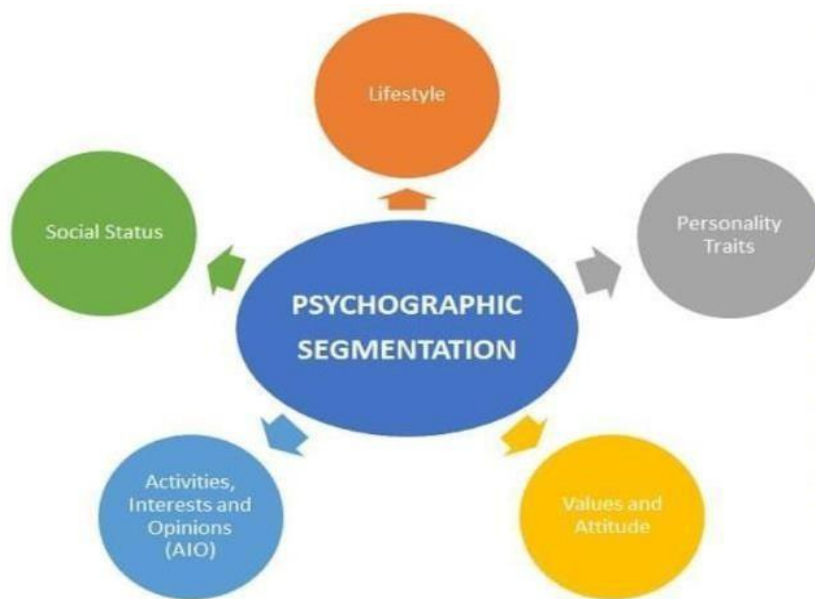 Lifestyle
Social Status
Personality
Traits
PSYCHOGRAPHIC
SEGMENTATION
Activities,
Interests and
Opinions
(AIO)
Values and
Attitude